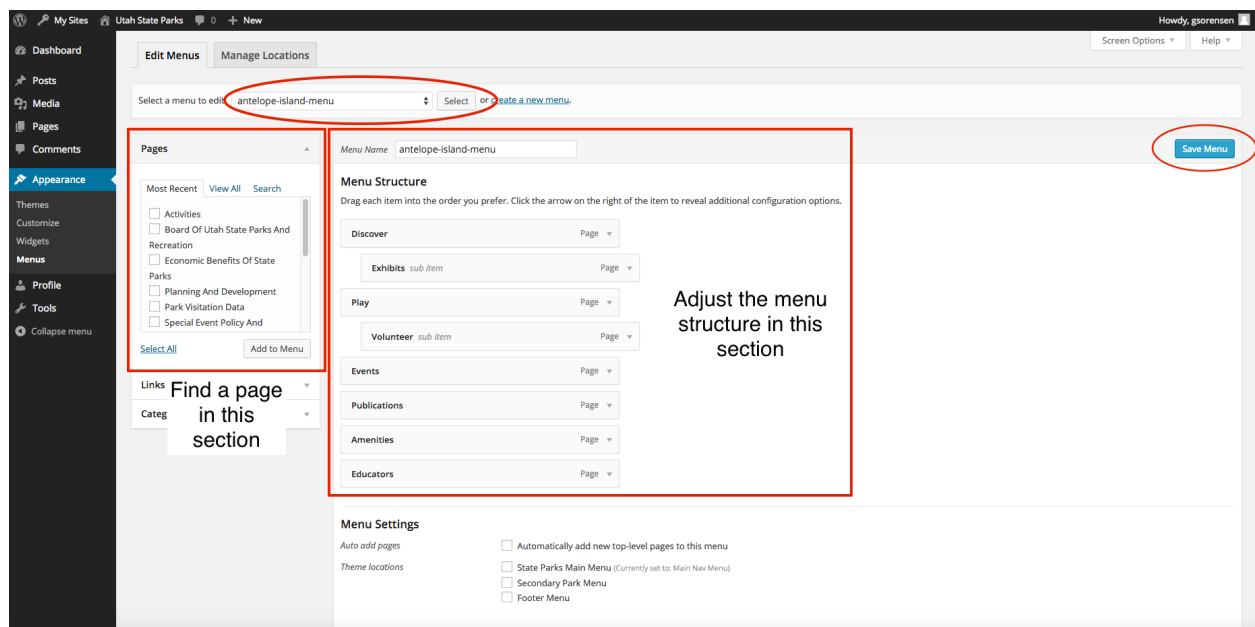 My Sites Utah State Parks 0 + New Howdy, gsorensen
Screen Options Help
Dashboard
Posts
Media
Pages
Comments
Appearance
Themes
Customize
Widgets
Menus
Profile
Tools
Collapse menu
Edit Menus Manage Locations
Select a menu to edit antelope-island-menu Select or create a new menu.
Pages
Most Recent View All Search
Activities
Board Of Utah State Parks And
Recreation
Economic Benefits Of State
Parks
Planning And Development
Park Visitation Data
Special Event Policy And
Select All Add to Menu
Links
Categ
Find a page
in this
section
Menu Name antelope-island-menu Save Menu
Menu Structure
Drag each item into the order you prefer. Click the arrow on the right of the item to reveal additional configuration options.
Discover Page
Exhibits sub item Page
Play Page
Volunteer sub item Page
Events Page
Publications Page
Amenities Page
Educators Page
Adjust the menu
structure in this
section
Menu Settings
Auto add pages Automatically add new top-level pages to this menu
Theme locations State Parks Main Menu (Currently set to: Main Nav Menu)
Secondary Park Menu
Footer Menu